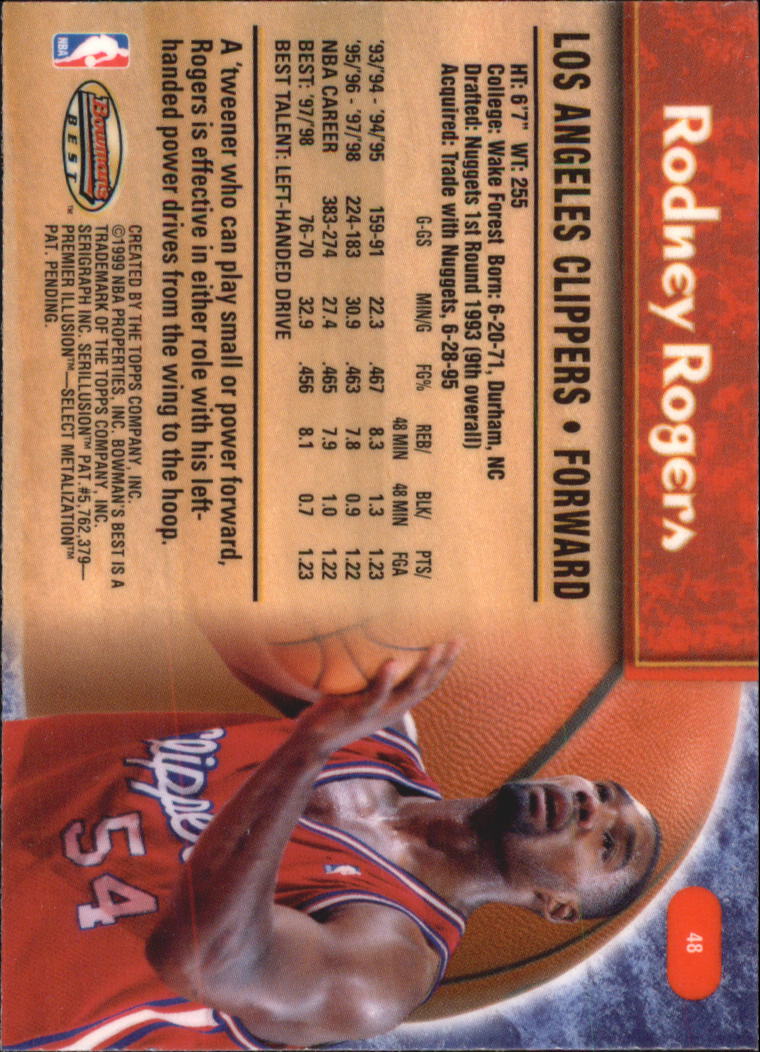 Rodney Rogers
48
LOS ANGELES CLIPPERS • FORWARD
HT: 6'7" WT: 255
College: Wake Forest Born: 6-20-71, Durham, NC
Drafted: Nuggets 1st Round 1993 (9th overall)
Acquired: Trade with Nuggets, 6-28-95
G-GS MIN/G FG% REB/ 48 MIN BLK/ 48 MIN PTS/ FGA
'93/'94 - '94/'95 159-91 22.3 .467 8.3 1.3 1.23
'95/'96 - '97/'98 224-183 30.9 .463 7.8 0.9 1.22
NBA CAREER 383-274 27.4 .465 7.9 1.0 1.22
BEST: '97/'98 76-70 32.9 .456 8.1 0.7 1.23
BEST TALENT: LEFT-HANDED DRIVE
A 'tweener who can play small or power forward,
Rogers is effective in either role with his left-
handed power drives from the wing to the hoop.
NBA
Bowman's
BEST™
CREATED BY THE TOPPS COMPANY, INC.
©1999 NBA PROPERTIES, INC. BOWMAN'S BEST IS A
TRADEMARK OF THE TOPPS COMPANY, INC.
SERIGRAPH INC. SERILLUSION™ PAT. #5,762,379—
PREMIER ILLUSION™—SELECT METALIZATION™
PAT. PENDING.
Clippers
54